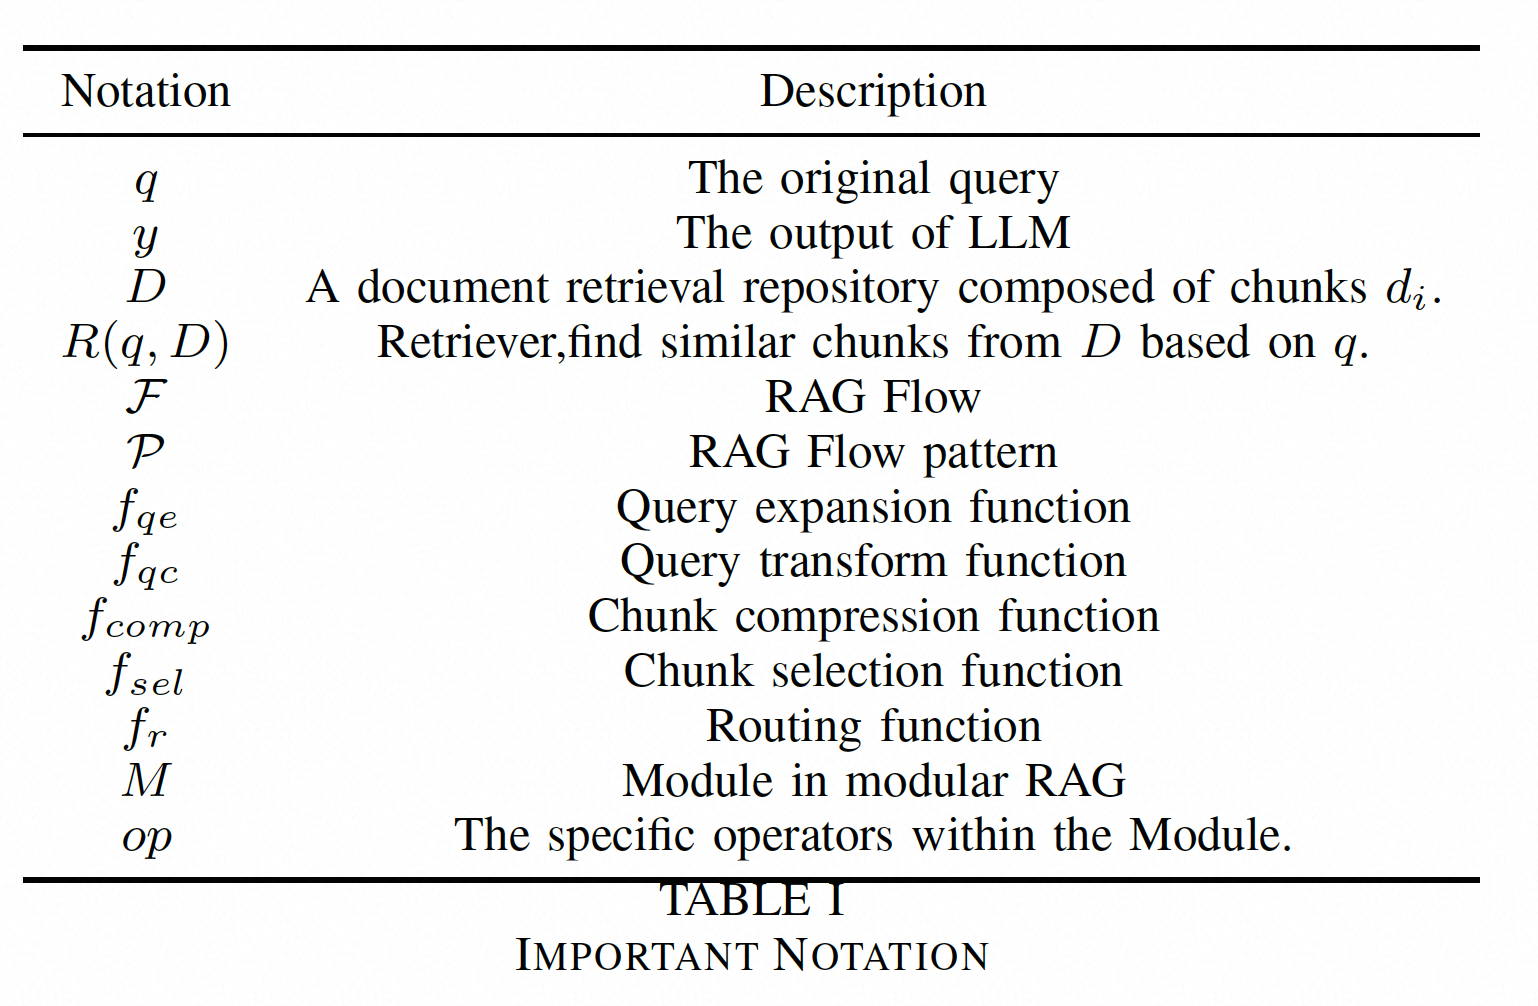 Notation Description
q The original query
y The output of LLM
D A document retrieval repository composed of chunks d_i.
R(q, D) Retriever,find similar chunks from D based on q.
ℱ RAG Flow
𝒫 RAG Flow pattern
f_{qe} Query expansion function
f_{qc} Query transform function
f_{comp} Chunk compression function
f_{sel} Chunk selection function
f_r Routing function
M Module in modular RAG
op The specific operators within the Module.
TABLE I
IMPORTANT NOTATION